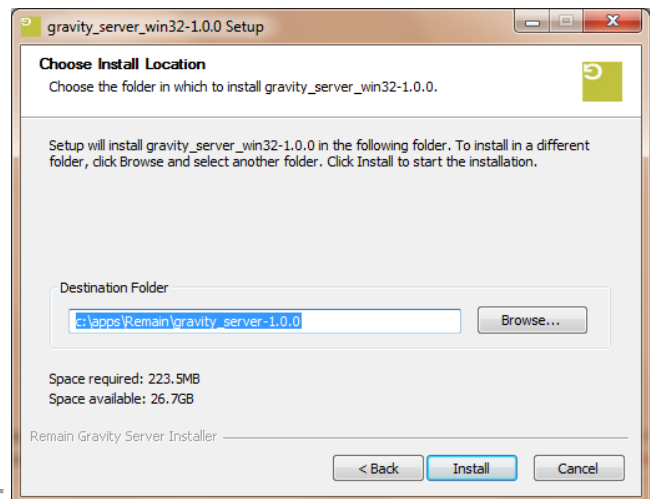 gravity_server_win32-1.0.0 Setup
Choose Install Location
Choose the folder in which to install gravity_server_win32-1.0.0.
Setup will install gravity_server_win32-1.0.0 in the following folder. To install in a different
folder, click Browse and select another folder. Click Install to start the installation.
Destination Folder
c:\apps\Remain\gravity_server-1.0.0
Browse...
Space required: 223.5MB
Space available: 26.7GB
Remain Gravity Server Installer
< Back
Install
Cancel